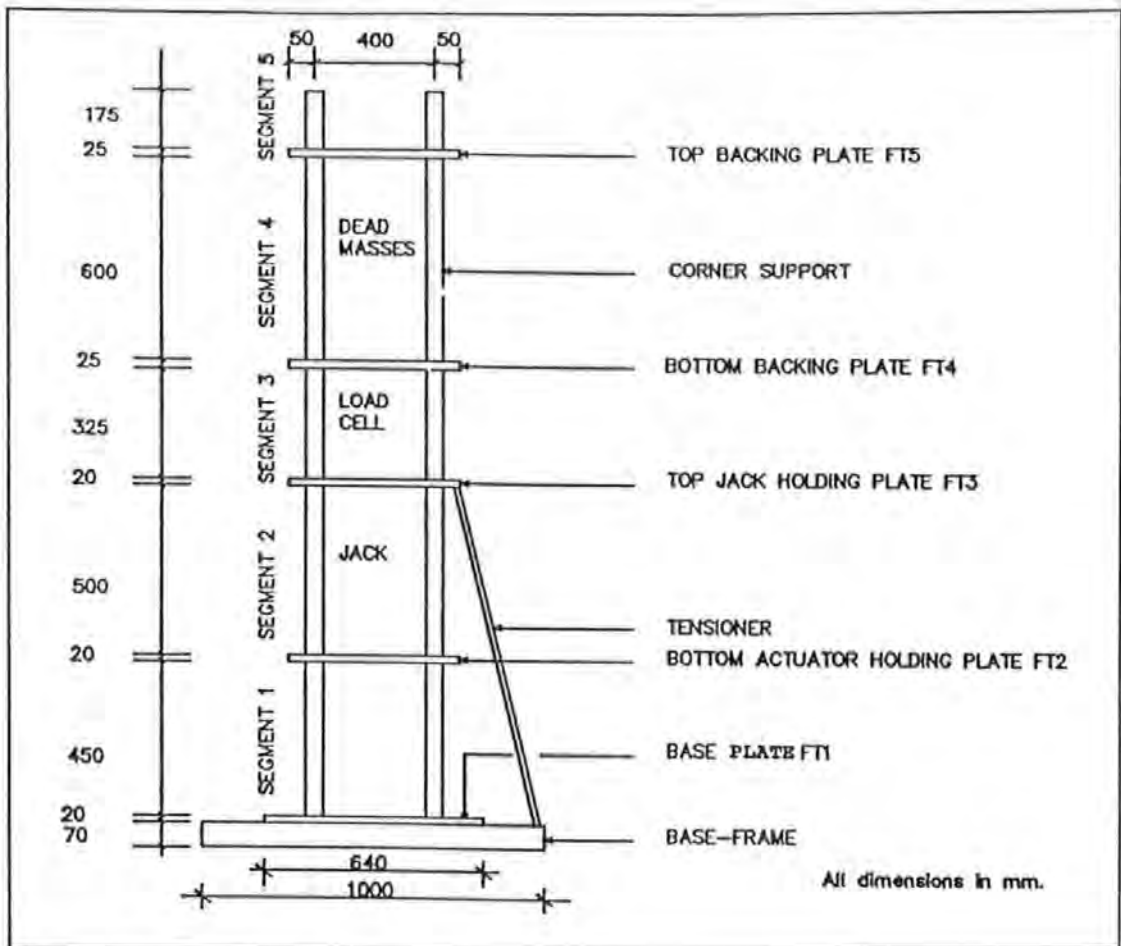 50 400 50
175
SEGMENT 5
25
TOP BACKING PLATE FT5
DEAD
MASSES
SEGMENT 4
600
CORNER SUPPORT
25
BOTTOM BACKING PLATE FT4
SEGMENT 3
LOAD
CELL
325
20
TOP JACK HOLDING PLATE FT3
JACK
SEGMENT 2
500
TENSIONER
20
BOTTOM ACTUATOR HOLDING PLATE FT2
SEGMENT 1
450
BASE PLATE FT1
20
70
BASE-FRAME
640
1000
All dimensions in mm.